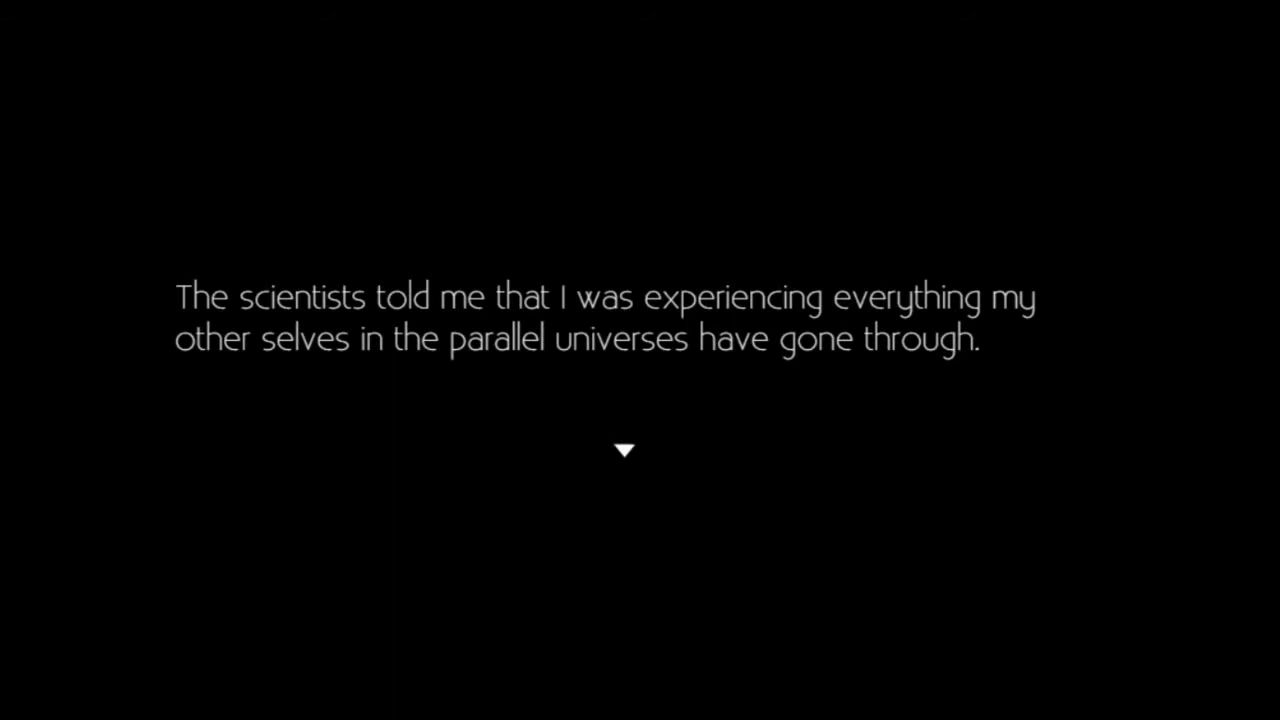 The scientists told me that I was experiencing everything my
other selves in the parallel universes have gone through.